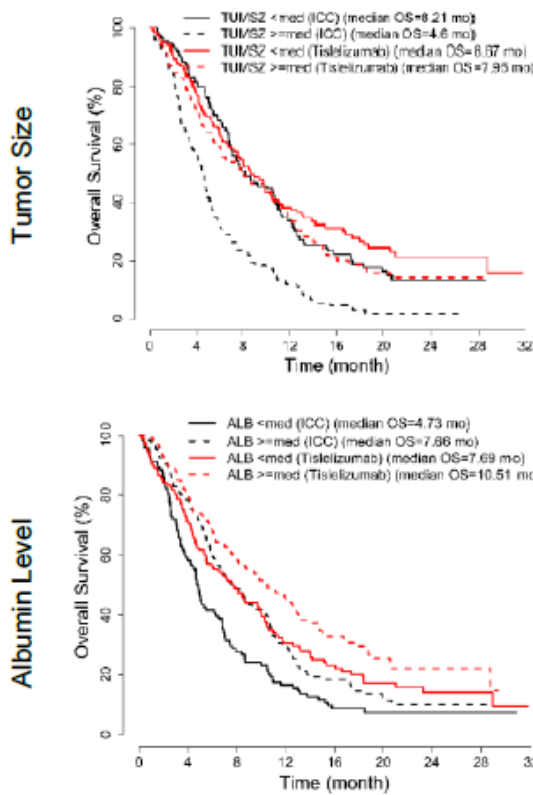 Tumor Size
TUMSZ <med (ICC) (median OS=8.21 mo)
TUMSZ >=med (ICC) (median OS=4.6 mo)
TUMSZ <med (Tislelizumab) (median OS=8.67 mo)
TUMSZ >=med (Tislelizumab) (median OS=7.95 mo)
Overall Survival (%)
100
80
60
40
20
0
0 4 8 12 16 20 24 28 32
Time (month)
Albumin Level
ALB <med (ICC) (median OS=4.73 mo)
ALB >=med (ICC) (median OS=7.66 mo)
ALB <med (Tislelizumab) (median OS=7.69 mo)
ALB >=med (Tislelizumab) (median OS=10.51 mo
Overall Survival (%)
100
80
60
40
20
0
0 4 8 12 16 20 24 28 32
Time (month)